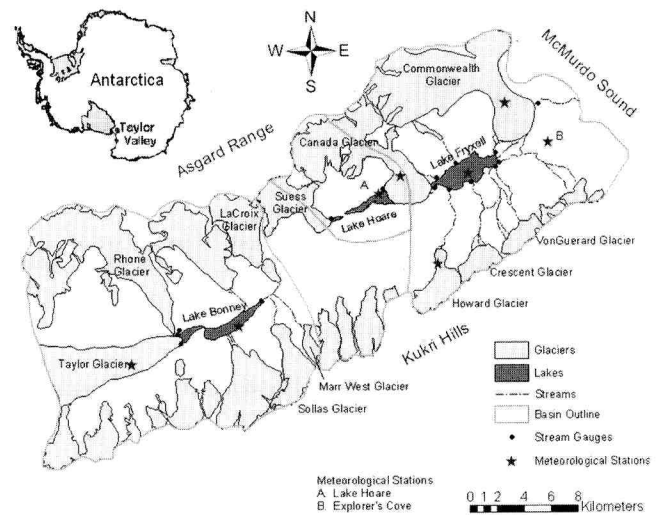 N
W E
S
Antarctica
Taylor
Valley
McMurdo Sound
Asgard Range
Commonwealth
Glacier
Canada Glacier
Lake Fryxell
B
A
Suess
Glacier
Lake Hoare
LaCroix
Glacier
Rhone
Glacier
VonGuerard Glacier
Crescent Glacier
Howard Glacier
Lake Bonney
Kukri Hills
Taylor Glacier
Marr West Glacier
Sollas Glacier
Glaciers
Lakes
Streams
Basin Outline
Stream Gauges
Meteorological Stations
Meteorological Stations
A. Lake Hoare
B. Explorer's Cove
0 1 2 4 6 8
Kilometers